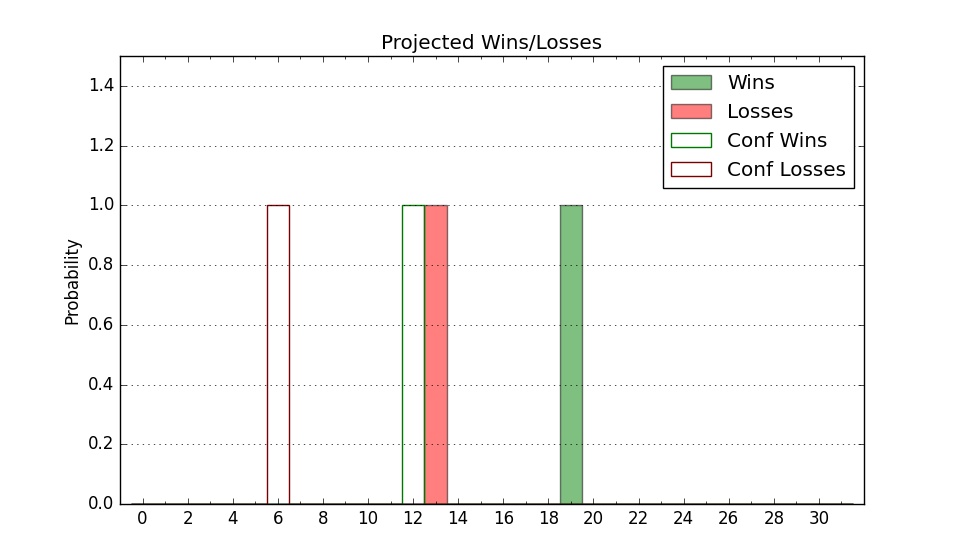 Projected Wins/Losses
Wins
Losses
Conf Wins
Conf Losses
Probability
1.4
1.2
1.0
0.8
0.6
0.4
0.2
0.0
0 2 4 6 8 10 12 14 16 18 20 22 24 26 28 30